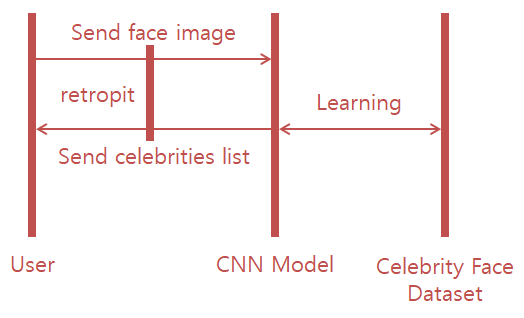 Send face image
retropit
Learning
Send celebrities list
User
CNN Model
Celebrity Face
Dataset